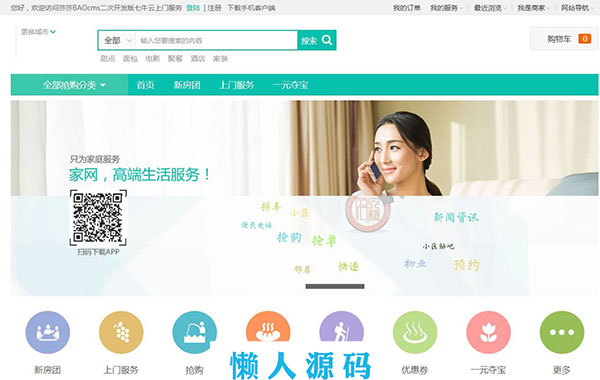 您好，欢迎访问莎莎BAOcms二次开发版七牛云上门服务 登陆 | 注册 下载手机客户端
我的订单 我的服务 最近浏览 我是商家 网站导航
更换城市
全部 输入您要搜索的内容 搜索
购物车 0
甜点 面包 电影 聚餐 酒店 家装
全部抢购分类 首页 新房团 上门服务 一元夺宝
只为家庭服务
家网，高端生活服务！
扫码下载APP
拼车 小区 新闻资讯
便民电话 抢购 抢单
小区贴吧
邻居 快递 物业 预约
新房团 上门服务 抢购 优惠券 一元夺宝 更多
懒人源码